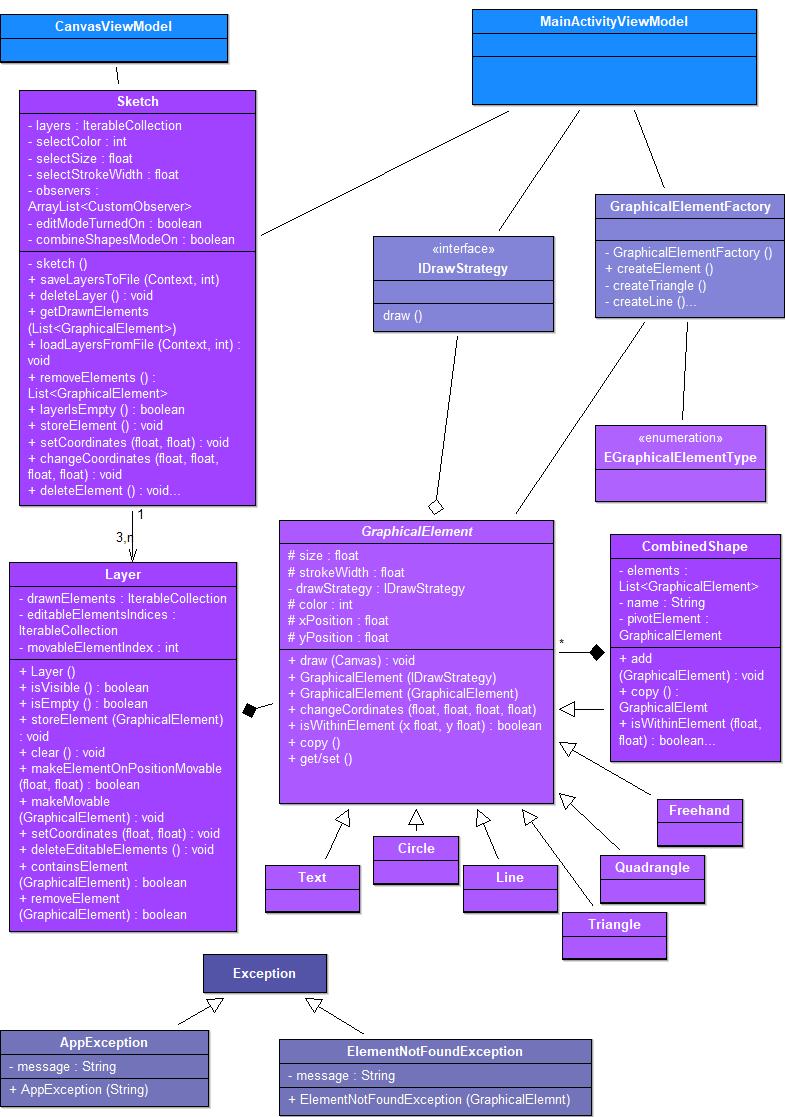 CanvasViewModel
MainActivityViewModel
Sketch
- layers : IterableCollection
- selectColor : int
- selectSize : float
- selectStrokeWidth : float
- observers :
ArrayList<CustomObserver>
- editModeTurnedOn : boolean
- combineShapesModeOn : boolean
- sketch ()
+ saveLayersToFile (Context, int)
+ deleteLayer () : void
+ getDrawnElements
(List<GraphicalElement>)
+ loadLayersFromFile (Context, int) :
void
+ removeElements () :
List<GraphicalElement>
+ layerIsEmpty () : boolean
+ storeElement () : void
+ setCoordinates (float, float) : void
+ changeCoordinates (float, float,
float, float) : void
+ deleteElement () : void...
«interface»
IDrawStrategy
draw ()
GraphicalElementFactory
- GraphicalElementFactory ()
+ createElement ()
- createTriangle ()
- createLine ()...
«enumeration»
EGraphicalElementType
1
3,n
Layer
- drawnElements : IterableCollection
- editableElementsIndices :
IterableCollection
- movableElementIndex : int
+ Layer ()
+ isVisible () : boolean
+ isEmpty () : boolean
+ storeElement (GraphicalElement)
: void
+ clear () : void
+ makeElementOnPositionMovable
(float, float) : boolean
+ makeMovable
(GraphicalElement) : void
+ setCoordinates (float, float) : void
+ deleteEditableElements () : void
+ containsElement
(GraphicalElement) : boolean
+ removeElement
(GraphicalElement) : boolean
GraphicalElement
# size : float
# strokeWidth : float
- drawStrategy : IDrawStrategy
# color : int
# xPosition : float
# yPosition : float
+ draw (Canvas) : void
+ GraphicalElement (IDrawStrategy)
+ GraphicalElement (GraphicalElement)
+ changeCordinates (float, float, float, float)
+ isWithinElement (x float, y float) : boolean
+ copy ()
+ get/set ()
*
CombinedShape
- elements :
List<GraphicalElement>
- name : String
- pivotElement :
GraphicalElement
+ add
(GraphicalElement) : void
+ copy () :
GraphicalElemt
+ isWithinElement (float,
float) : boolean...
Freehand
Circle
Quadrangle
Text
Line
Triangle
Exception
AppException
- message : String
+ AppException (String)
ElementNotFoundException
- message : String
+ ElementNotFoundException (GraphicalElemnt)